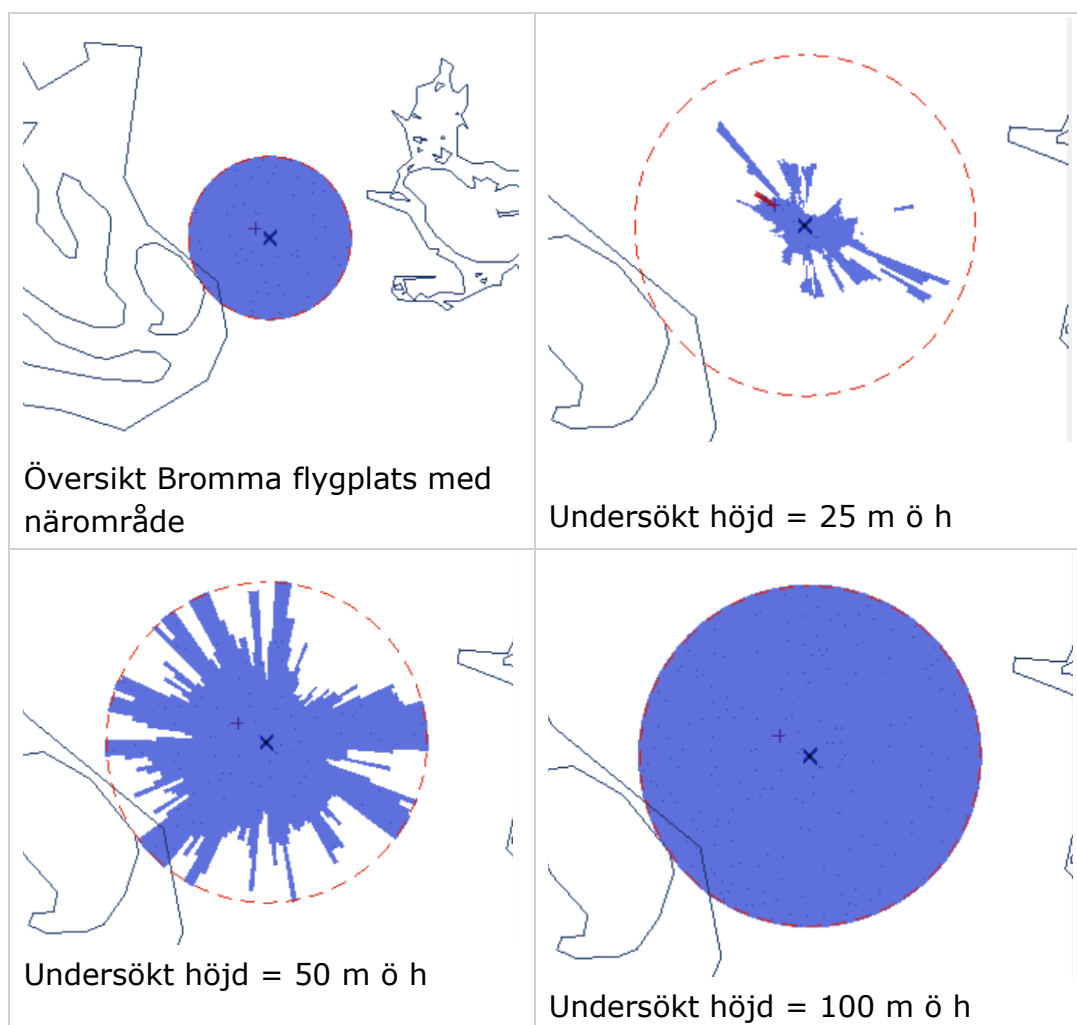 Översikt Bromma flygplats med
närområde
Undersökt höjd = 25 m ö h
Undersökt höjd = 50 m ö h
Undersökt höjd = 100 m ö h